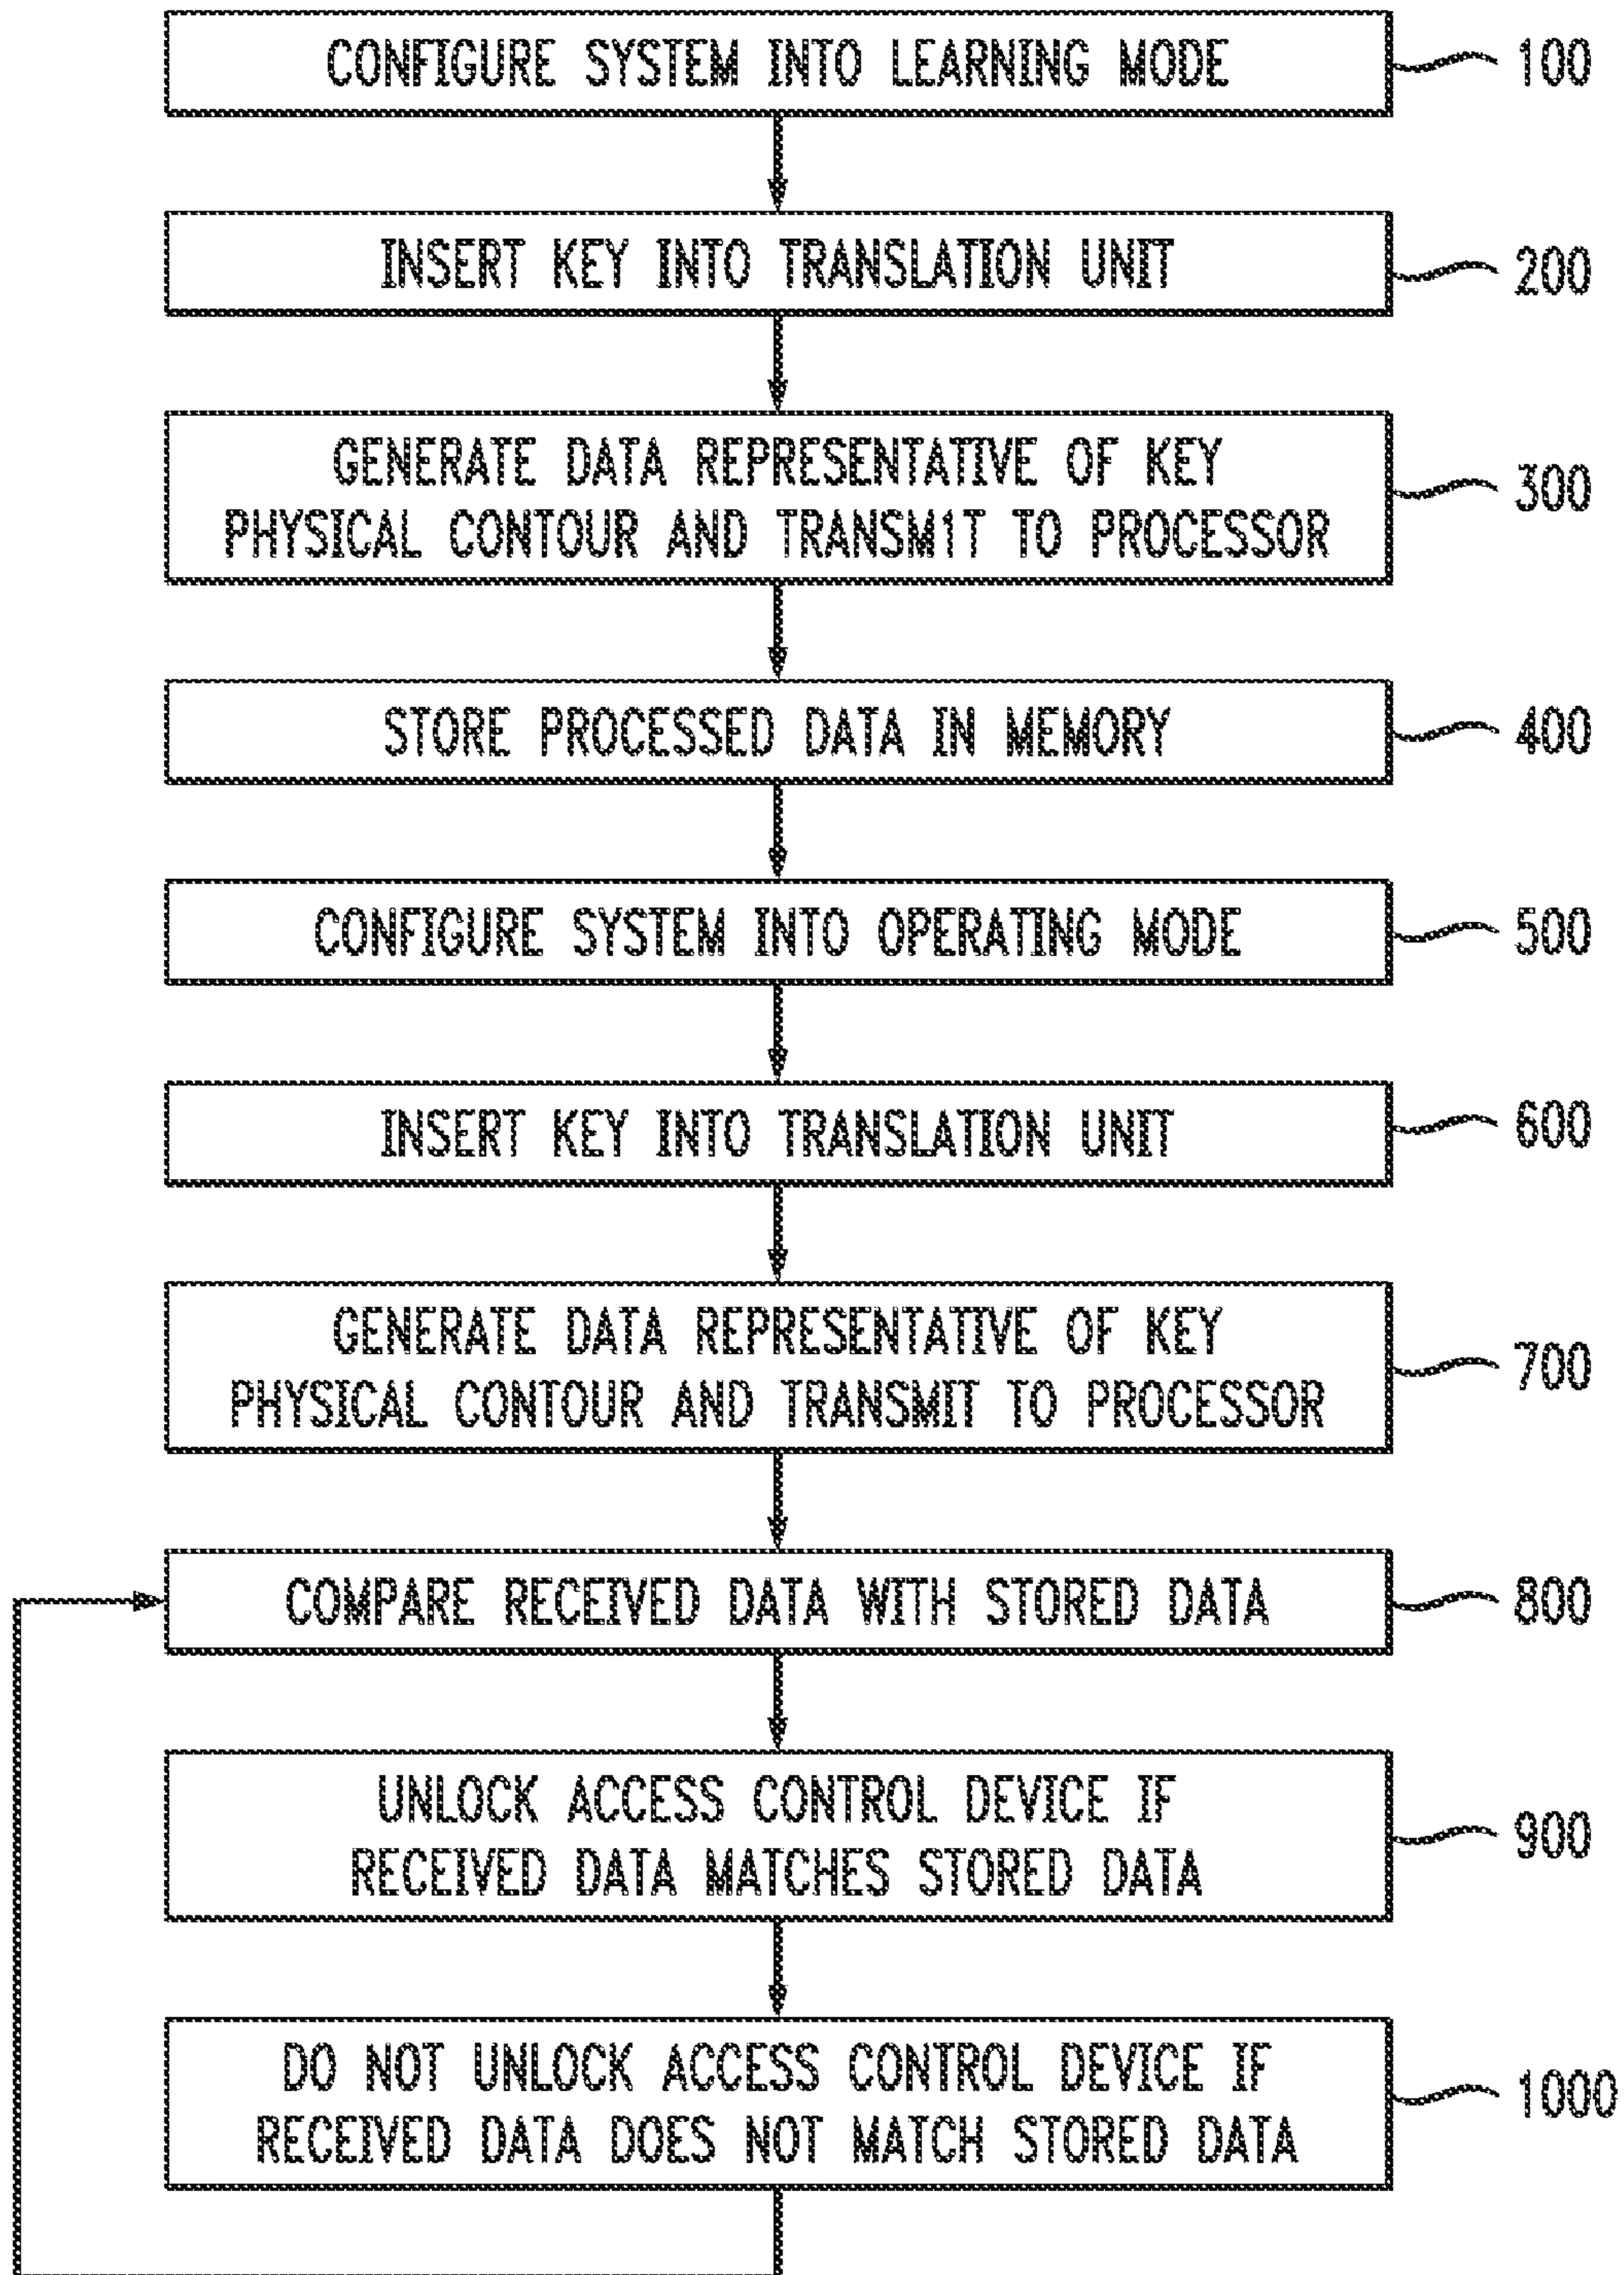 CONFIGURE SYSTEM INTO LEARNING MODE
100
INSERT KEY INTO TRANSLATION UNIT
200
GENERATE DATA REPRESENTATIVE OF KEY
PHYSICAL CONTOUR AND TRANSM1T TO PROCESSOR
300
STORE PROCESSED DATA IN MEMORY
400
CONFIGURE SYSTEM INTO OPERATING MODE
500
INSERT KEY INTO TRANSLATION UNIT
600
GENERATE DATA REPRESENTATIVE OF KEY
PHYSICAL CONTOUR AND TRANSMIT TO PROCESSOR
700
COMPARE RECEIVED DATA WITH STORED DATA
800
UNLOCK ACCESS CONTROL DEVICE IF
RECEIVED DATA MATCHES STORED DATA
900
DO NOT UNLOCK ACCESS CONTROL DEVICE IF
RECEIVED DATA DOES NOT MATCH STORED DATA
1000